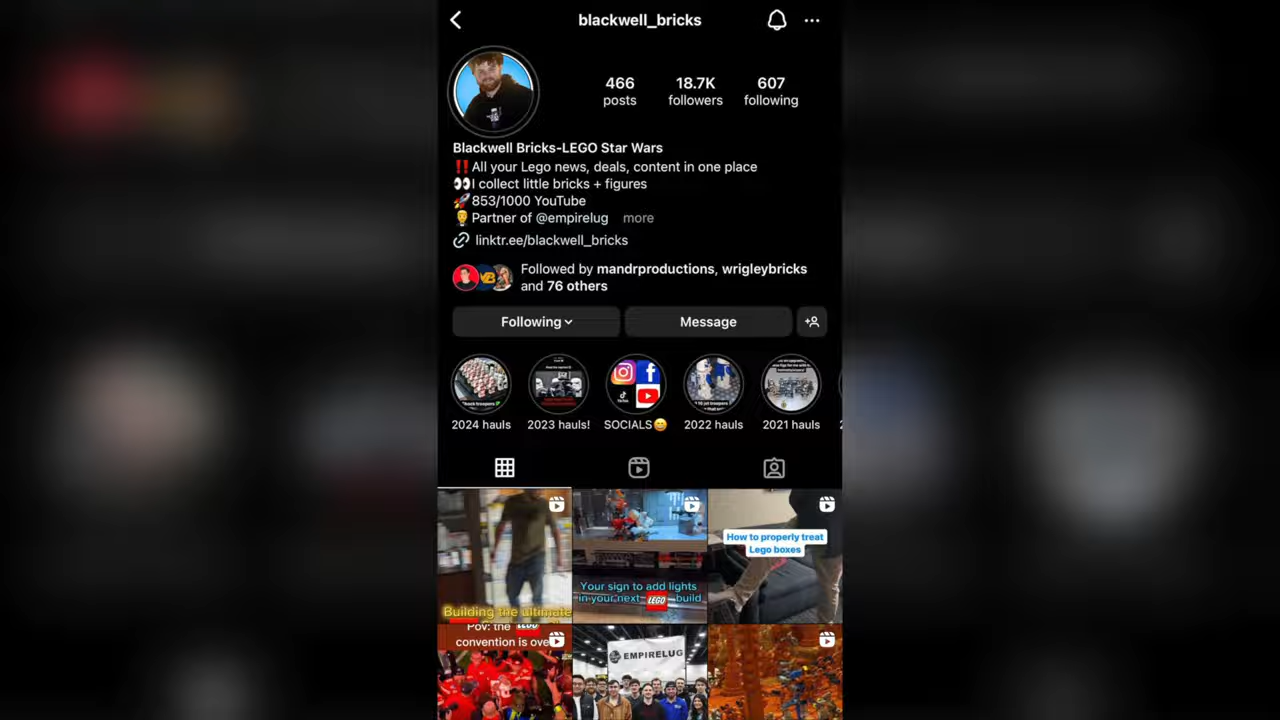 blackwell_bricks
466
posts
18.7K
followers
607
following
Blackwell Bricks-LEGO Star Wars
‼️All your Lego news, deals, content in one place
👀I collect little bricks + figures
🚀853/1000 YouTube
Partner of @empirelug more
linktr.ee/blackwell_bricks
Followed by mandrproductions, wrigleybricks
and 76 others
Following
Message
2024 hauls
2023 hauls!
SOCIALS😄
2022 hauls
2021 hauls
Building the ultimate
Your sign to add lights
in your next LEGO build
How to properly treat
Lego boxes
Pov: the LEGO
convention is over
EMPIRELUG